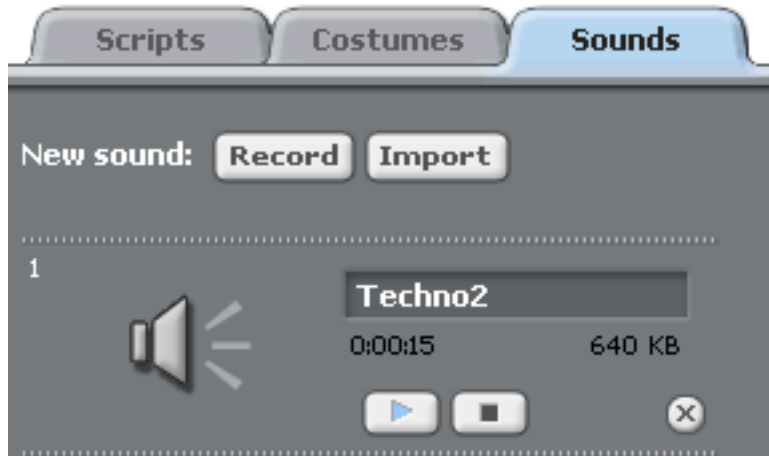 Scripts Costumes Sounds
New sound: Record Import
1
Techno2
0:00:15 640 KB